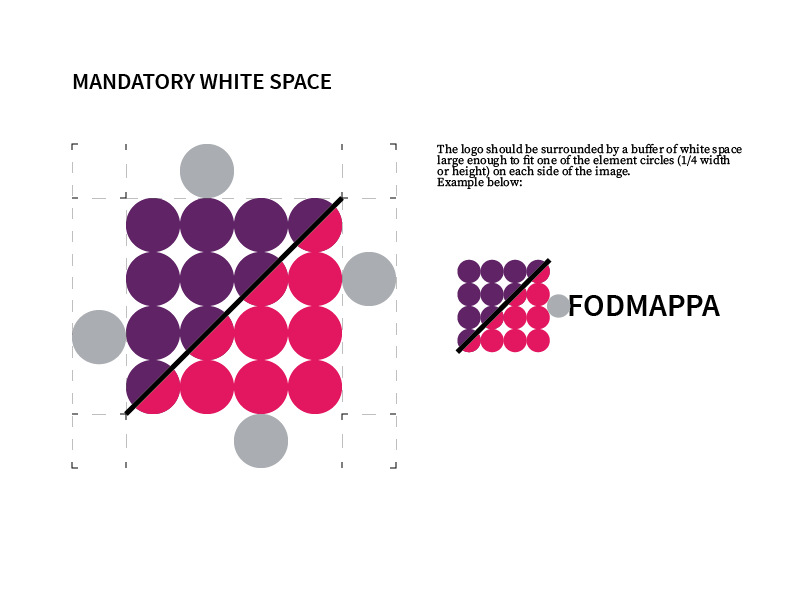 MANDATORY WHITE SPACE
The logo should be surrounded by a buffer of white space
large enough to fit one of the element circles (1/4 width
or height) on each side of the image.
Example below:
FODMAPPA